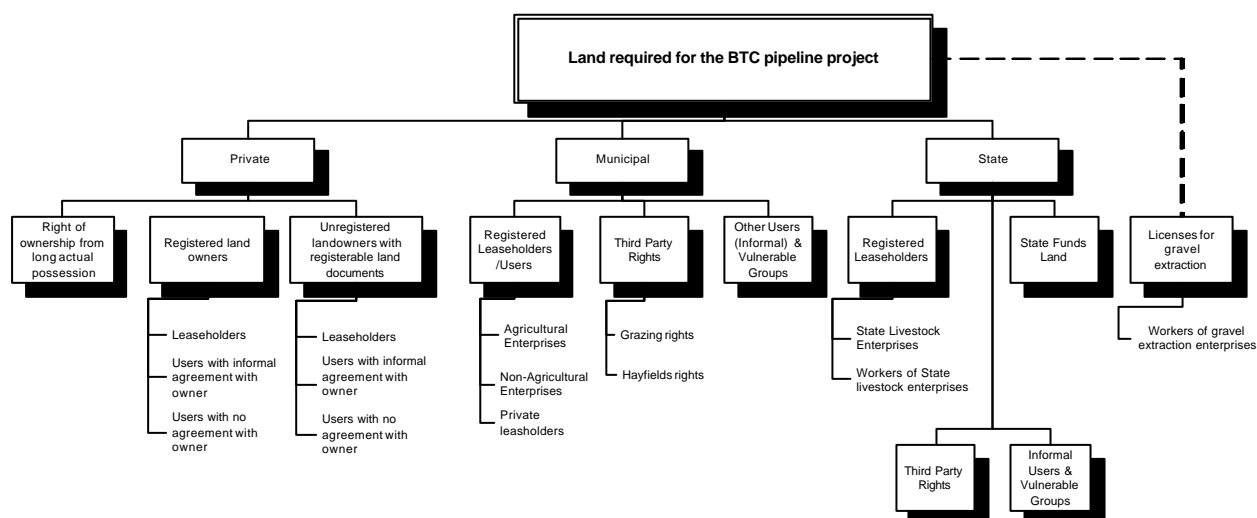 Land required for the BTC pipeline project
Private
Municipal
State
Right of
ownership from
long actual
possession
Registered land
owners
Unregistered
landowners with
registerable land
documents
Registered
Leaseholders
/Users
Third Party
Rights
Other Users
(Informal) &
Vulnerable
Groups
Registered
Leaseholders
State Funds
Land
Licenses for
gravel
extraction
Leaseholders
Users with informal
agreement with
owner
Users with no
agreement with
owner
Leaseholders
Users with informal
agreement with
owner
Users with no
agreement with
owner
Agricultural
Enterprises
Non-Agricultural
Enterprises
Private
leasholders
Grazing rights
Hayfields rights
State Livestock
Enterprises
Workers of State
livestock enterprises
Workers of gravel
extraction enterprises
Third Party
Rights
Informal
Users &
Vulnerable
Groups